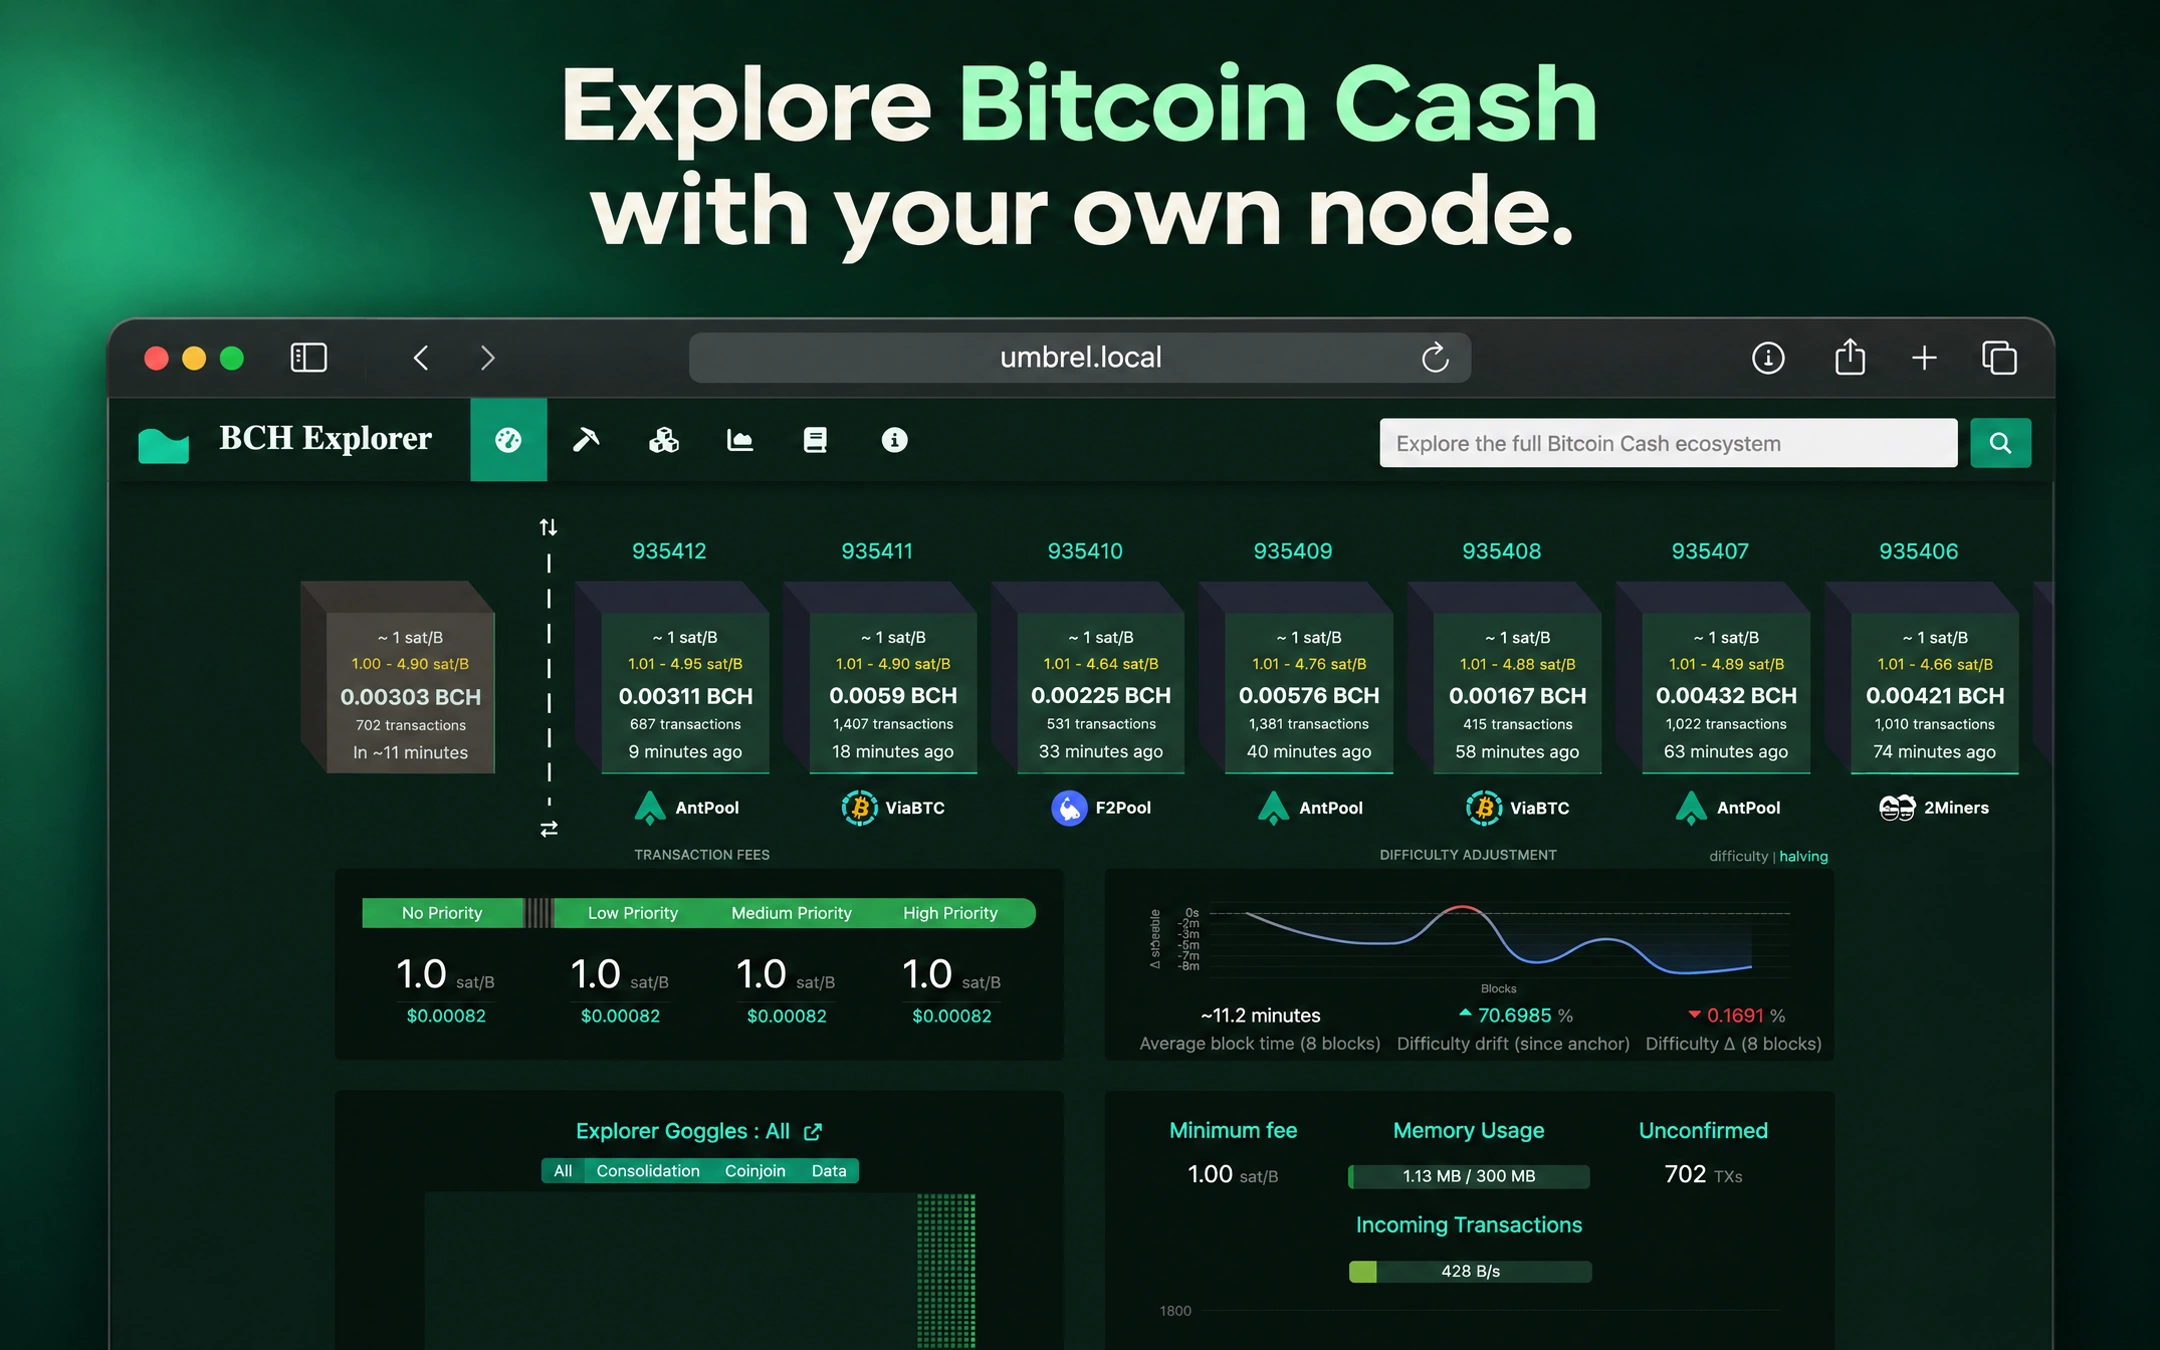 Explore Bitcoin Cash
with your own node.
umbrel.local
BCH Explorer
Explore the full Bitcoin Cash ecosystem
935412
935411
935410
935409
935408
935407
935406
~ 1 sat/B
1.00 - 4.90 sat/B
0.00303 BCH
702 transactions
In ~11 minutes
~ 1 sat/B
1.01 - 4.95 sat/B
0.00311 BCH
687 transactions
9 minutes ago
AntPool
~ 1 sat/B
1.01 - 4.90 sat/B
0.0059 BCH
1,407 transactions
18 minutes ago
ViaBTC
~ 1 sat/B
1.01 - 4.64 sat/B
0.00225 BCH
531 transactions
33 minutes ago
F2Pool
~ 1 sat/B
1.01 - 4.76 sat/B
0.00576 BCH
1,381 transactions
40 minutes ago
AntPool
~ 1 sat/B
1.01 - 4.88 sat/B
0.00167 BCH
415 transactions
58 minutes ago
ViaBTC
~ 1 sat/B
1.01 - 4.89 sat/B
0.00432 BCH
1,022 transactions
63 minutes ago
AntPool
~ 1 sat/B
1.01 - 4.66 sat/B
0.00421 BCH
1,010 transactions
74 minutes ago
2Miners
TRANSACTION FEES
No Priority Low Priority Medium Priority High Priority
1.0 sat/B 1.0 sat/B 1.0 sat/B 1.0 sat/B
$0.00082 $0.00082 $0.00082 $0.00082
DIFFICULTY ADJUSTMENT
difficulty | halving
0s
-2m
-3m
-5m
-7m
-8m
Blocks
~11.2 minutes
Average block time (8 blocks)
70.6985 %
Difficulty drift (since anchor)
0.1691 %
Difficulty Δ (8 blocks)
Explorer Goggles : All
All Consolidation Coinjoin Data
Minimum fee
1.00 sat/B
Memory Usage
1.13 MB / 300 MB
Unconfirmed
702 TXs
Incoming Transactions
428 B/s
1800